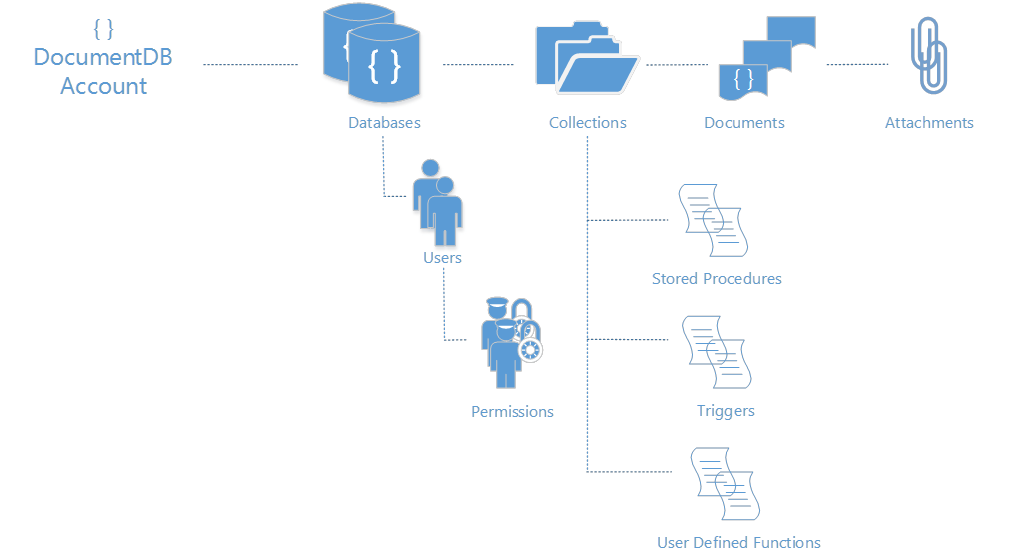 { }
DocumentDB
Account
{ }
{ }
Databases
Collections
Documents
Attachments
Users
Stored Procedures
Permissions
Triggers
User Defined Functions